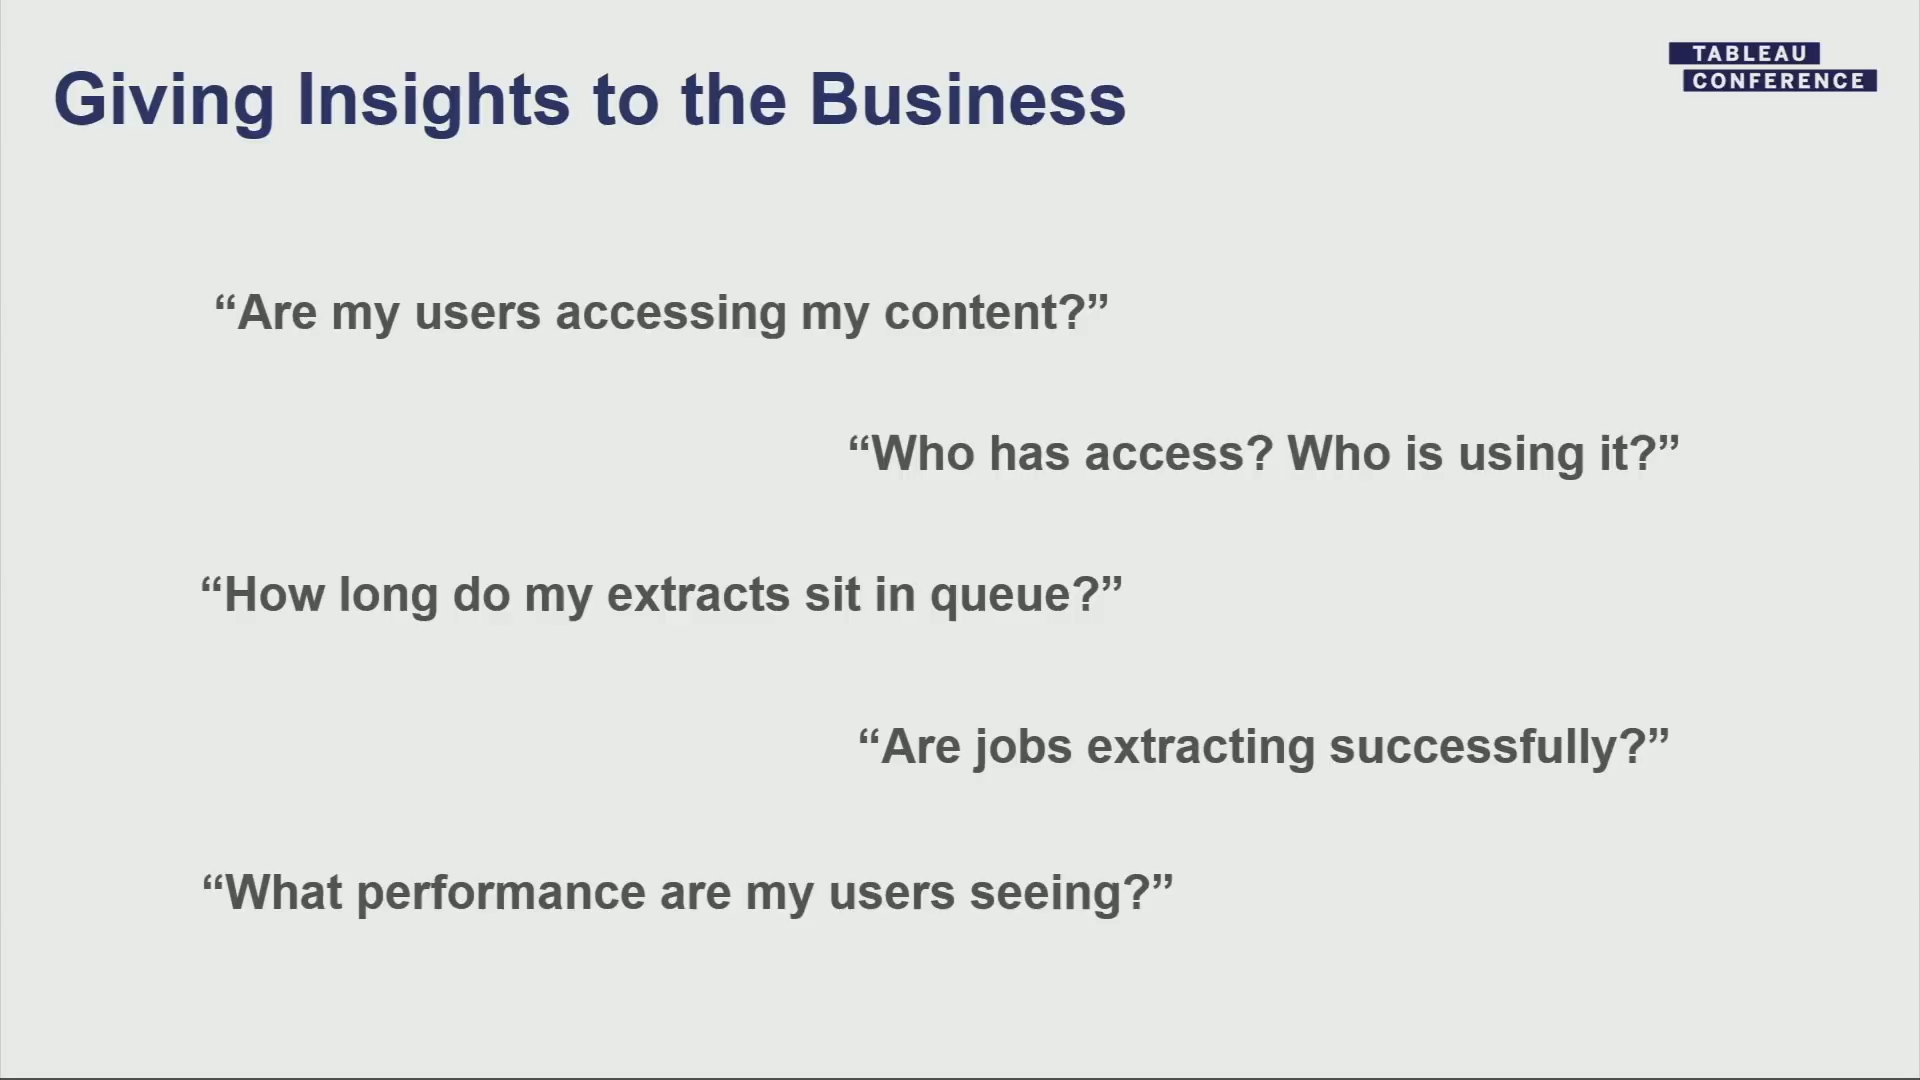 Giving Insights to the Business
TABLEAU
CONFERENCE
“Are my users accessing my content?”
“Who has access? Who is using it?”
“How long do my extracts sit in queue?”
“Are jobs extracting successfully?”
“What performance are my users seeing?”